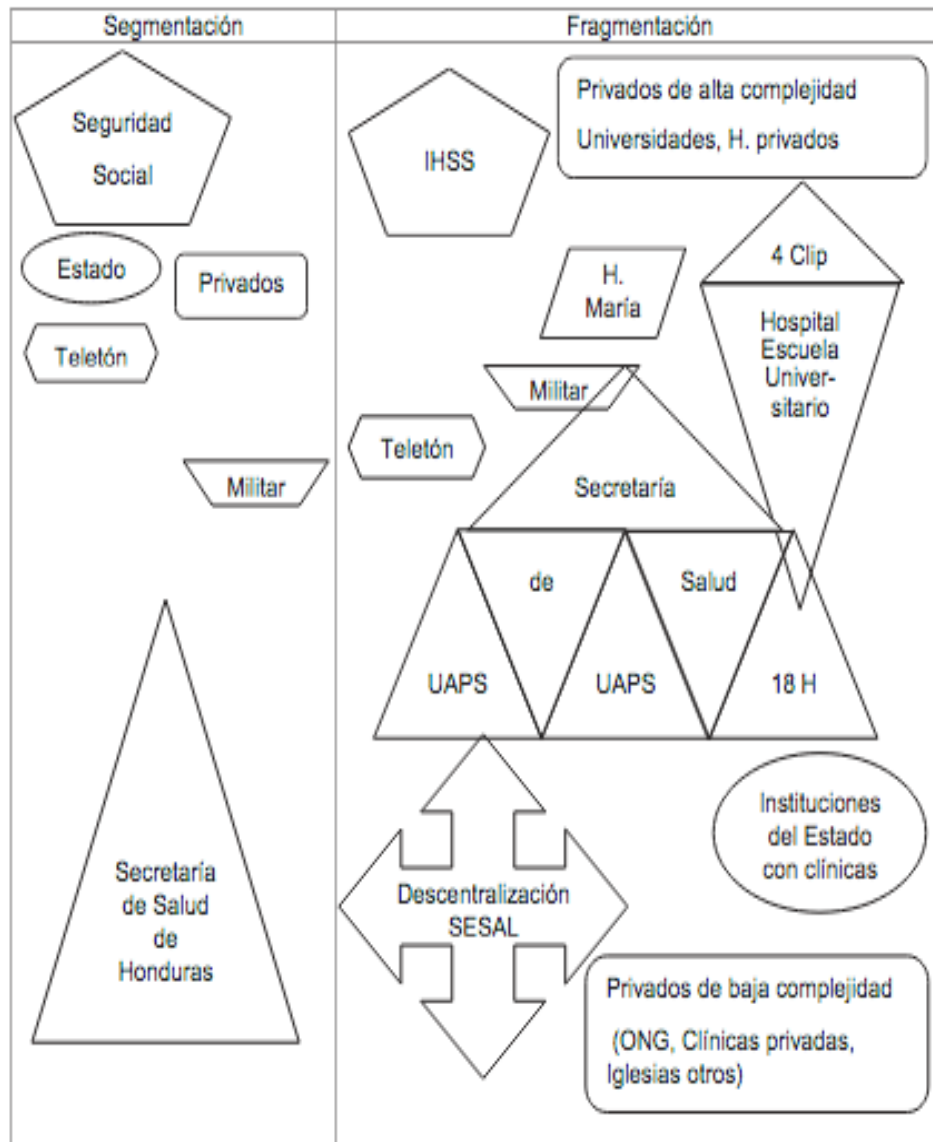 Segmentación
Fragmentación
Seguridad
Social
Estado
Privados
Teletón
Militar
Secretaría
de Salud
de
Honduras
IHSS
Privados de alta complejidad
Universidades, H. privados
4 Clip
H.
María
Hospital
Escuela
Univer-
sitario
Militar
Teletón
Secretaría
de
Salud
UAPS
UAPS
18 H
Instituciones
del Estado
con clínicas
Descentralización
SESAL
Privados de baja complejidad
(ONG, Clínicas privadas,
Iglesias otros)